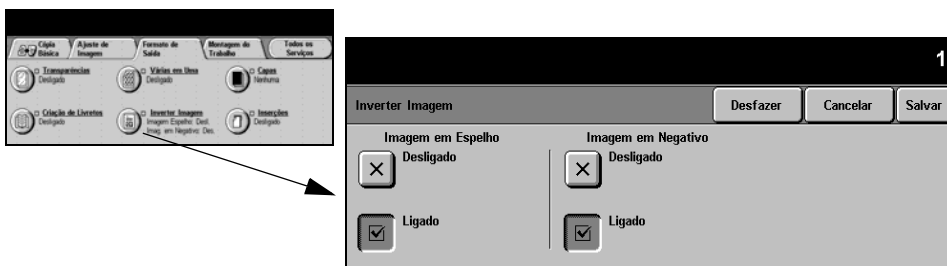 Cópia Básica
Ajuste de Imagem
Formato de Saída
Montagem do Trabalho
Todos os Serviços
Transparências
Desligado
Várias em Uma
Desligado
Capas
Nenhuma
Criação de Livretos
Desligado
Inverter Imagem
Imagem Espelho: Desl.
Imag. em Negativo: Des.
Inserções
Desligado
1
Inverter Imagem
Desfazer
Cancelar
Salvar
Imagem em Espelho
Desligado
Ligado
Imagem em Negativo
Desligado
Ligado